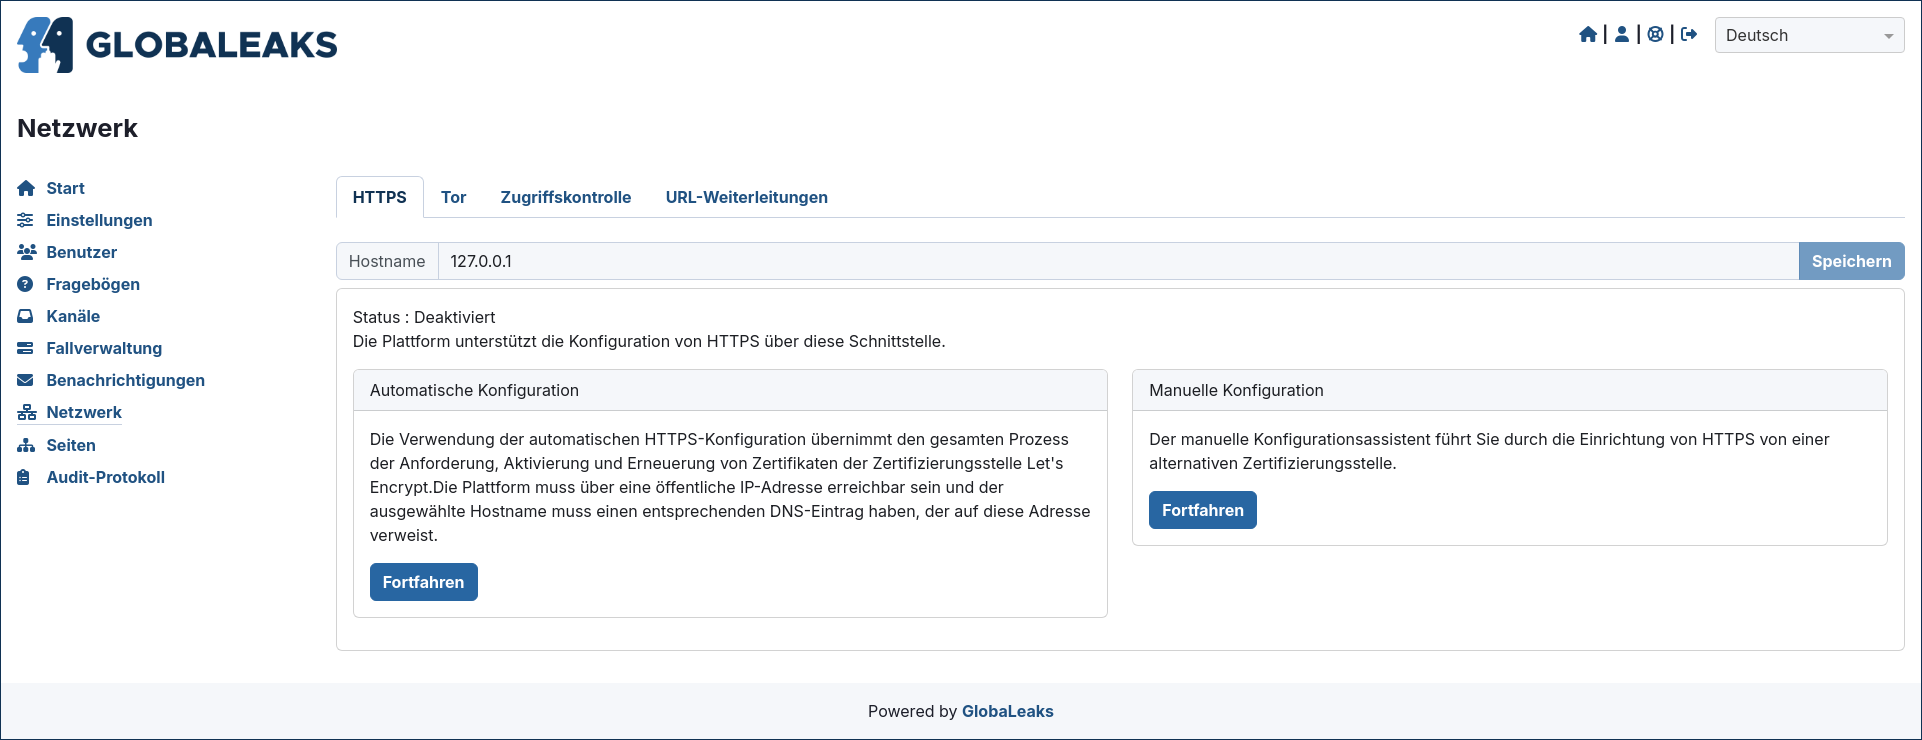 GLOBALEAKS
Deutsch
Netzwerk
Start
Einstellungen
Benutzer
Fragebögen
Kanäle
Fallverwaltung
Benachrichtigungen
Netzwerk
Seiten
Audit-Protokoll
HTTPS Tor Zugriffskontrolle URL-Weiterleitungen
Hostname 127.0.0.1 Speichern
Status : Deaktiviert
Die Plattform unterstützt die Konfiguration von HTTPS über diese Schnittstelle.
Automatische Konfiguration
Die Verwendung der automatischen HTTPS-Konfiguration übernimmt den gesamten Prozess
der Anforderung, Aktivierung und Erneuerung von Zertifikaten der Zertifizierungsstelle Let's
Encrypt.Die Plattform muss über eine öffentliche IP-Adresse erreichbar sein und der
ausgewählte Hostname muss einen entsprechenden DNS-Eintrag haben, der auf diese Adresse
verweist.
Fortfahren
Manuelle Konfiguration
Der manuelle Konfigurationsassistent führt Sie durch die Einrichtung von HTTPS von einer
alternativen Zertifizierungsstelle.
Fortfahren
Powered by GlobaLeaks